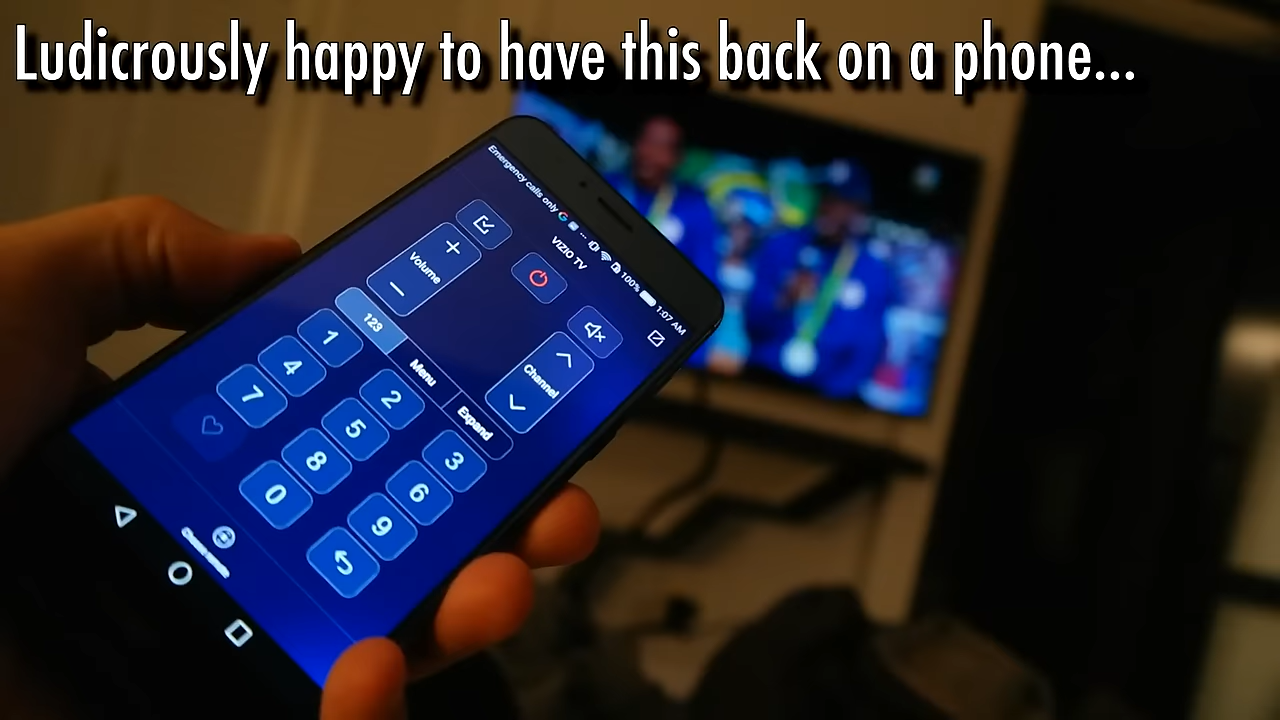 Ludicrously happy to have this back on a phone...
Emergency calls only G ... 100% 1:07 AM
VIZIO TV
+
Volume
−
Channel
123
Menu
Expand
1 2 3
4 5 6
7 8 9
0